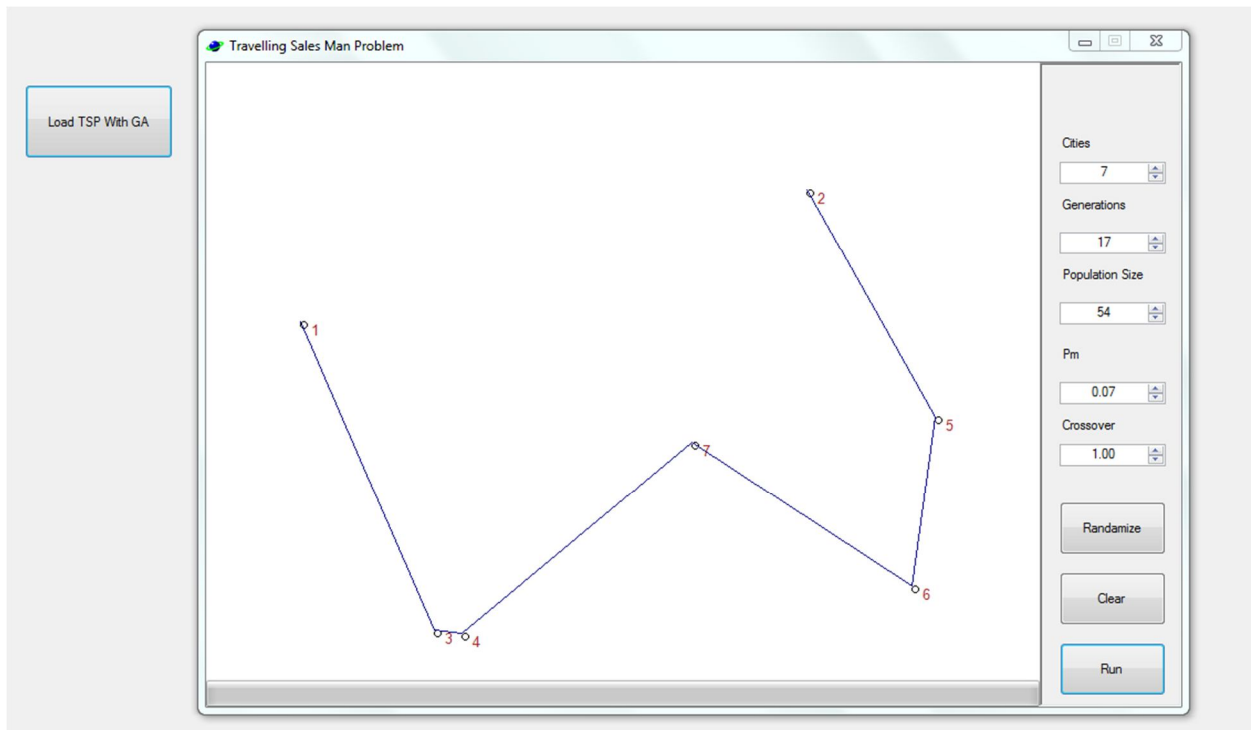 Travelling Sales Man Problem
Load TSP With GA
Cities
7
Generations
17
Population Size
54
Pm
0.07
Crossover
1.00
Randamize
Clear
Run
1
2
3
4
5
6
7